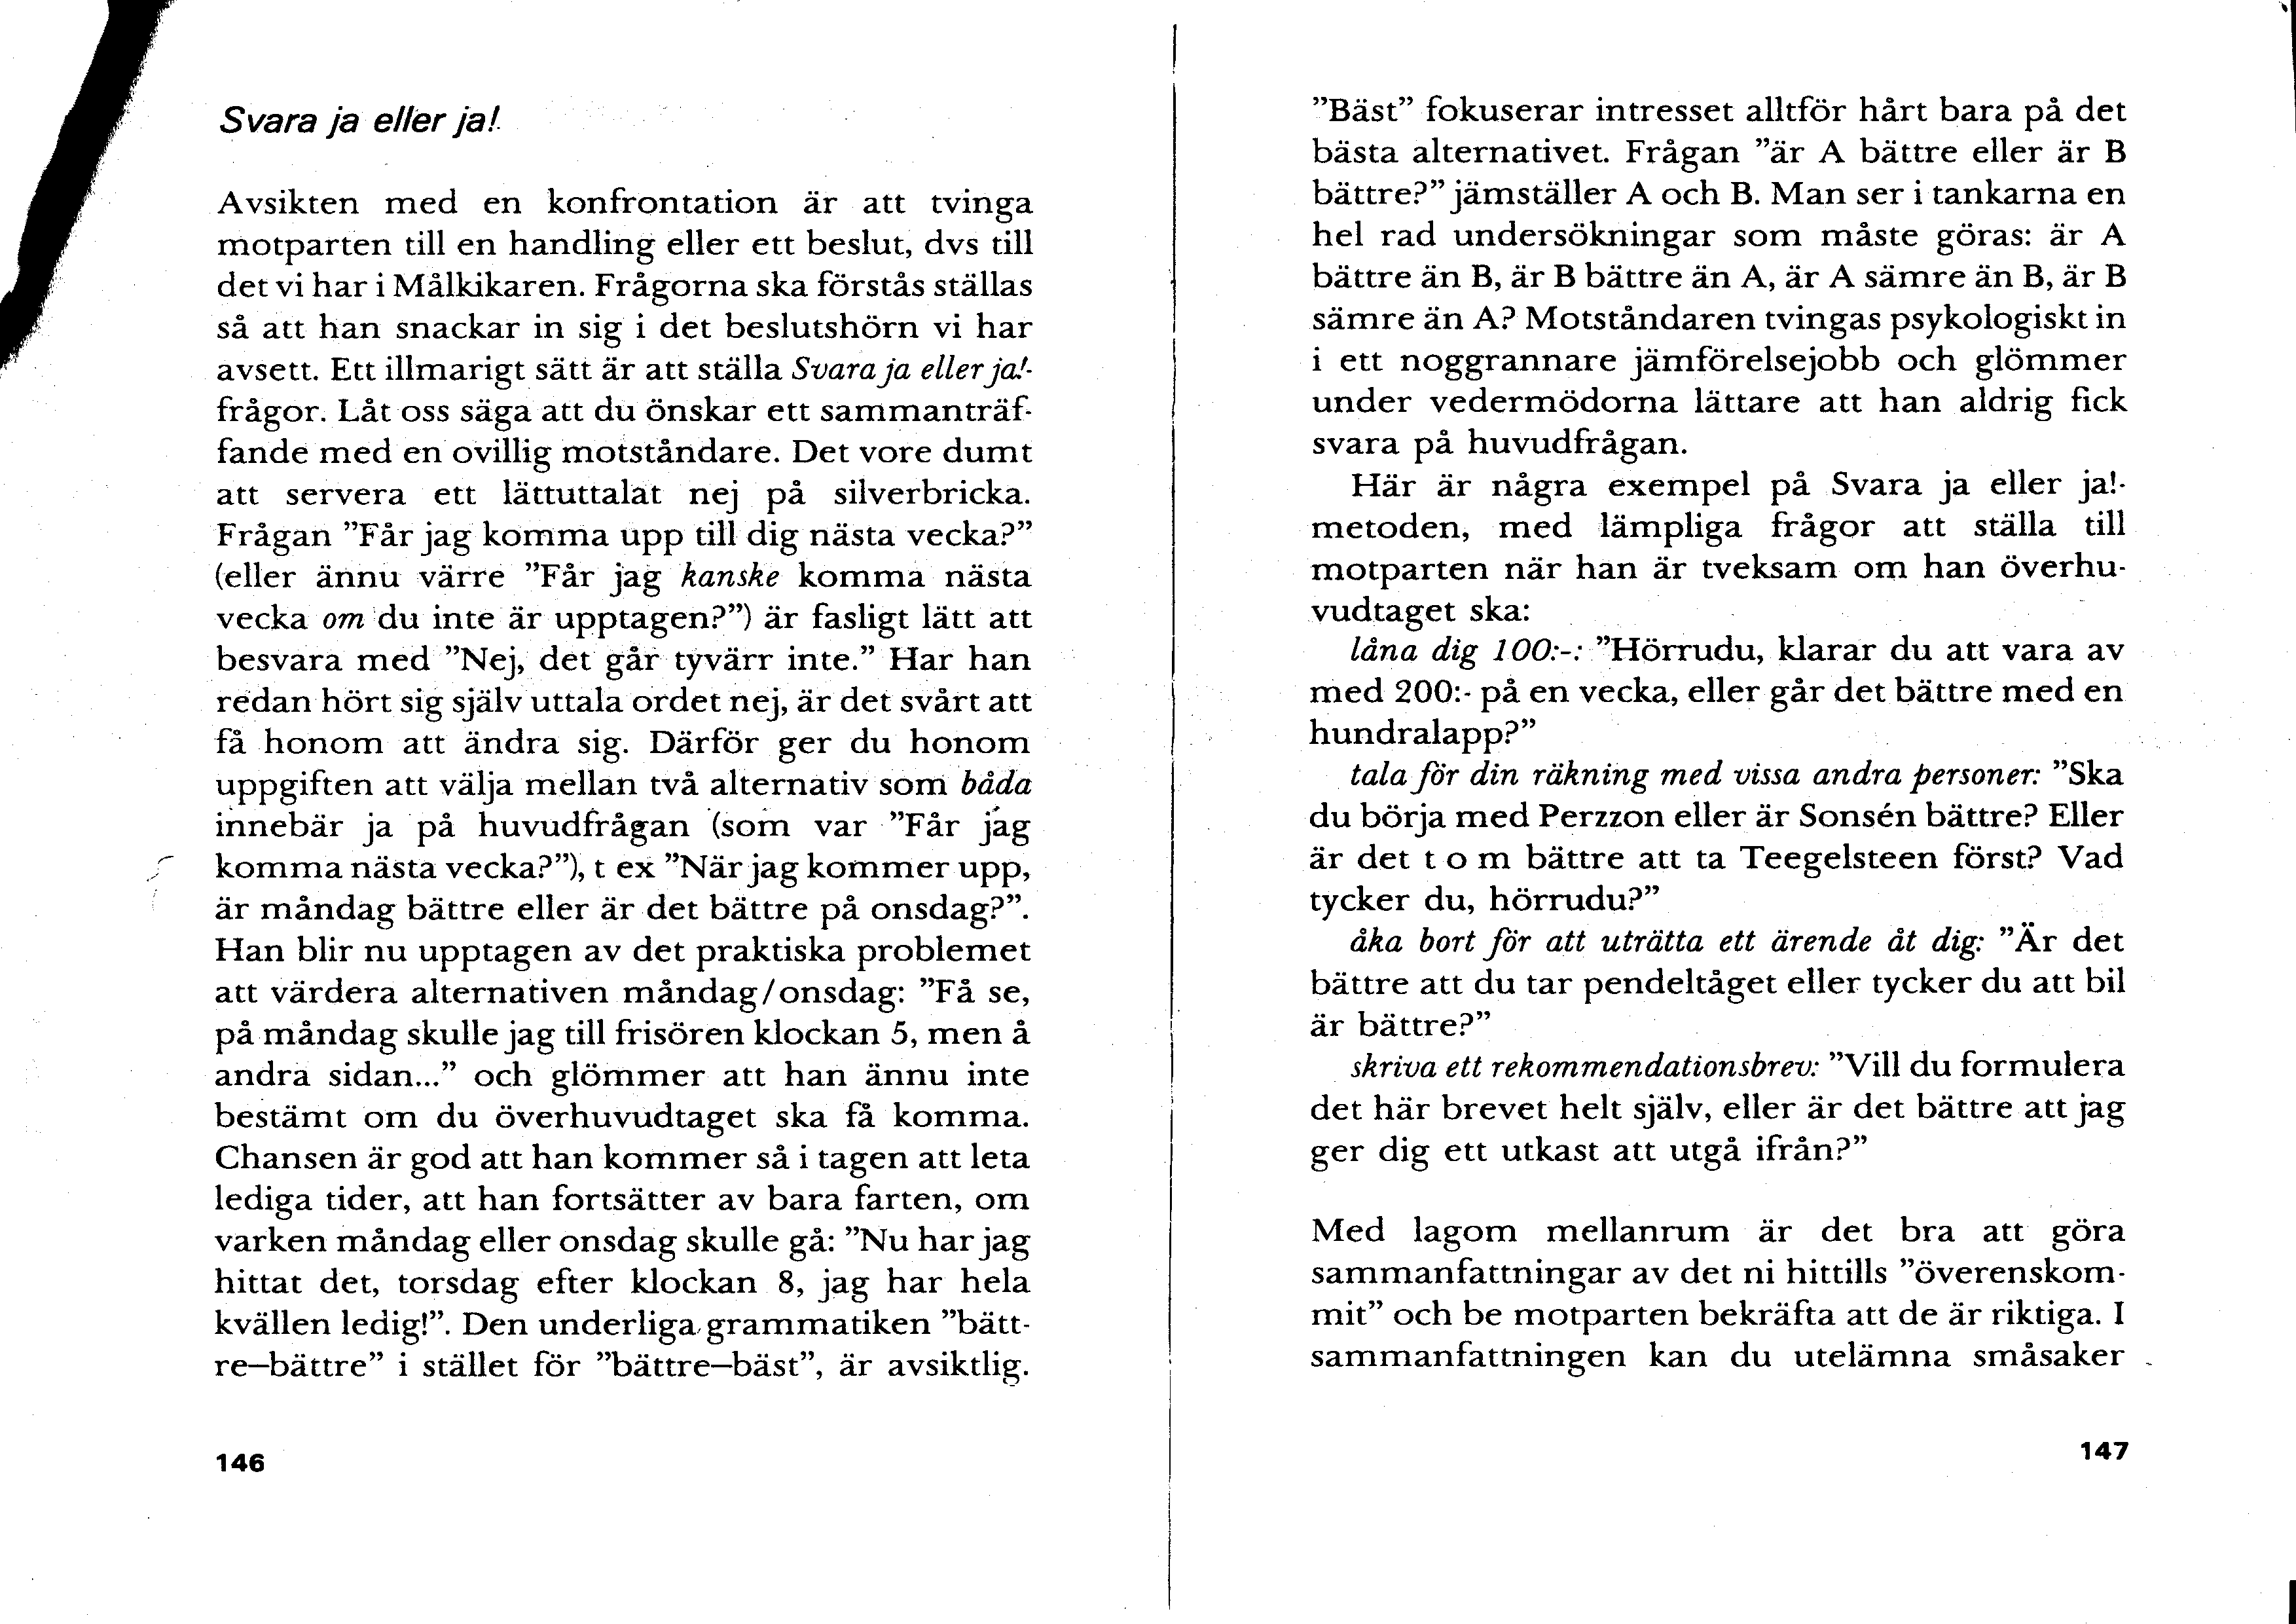 Svara ja eller ja!
Avsikten med en konfrontation är att tvinga
motparten till en handling eller ett beslut, dvs till
det vi har i Målkikaren. Frågorna ska förstås ställas
så att han snackar in sig i det beslutshörn vi har
avsett. Ett illmarigt sätt är att ställa Svara ja eller ja!-
frågor. Låt oss säga att du önskar ett sammanträf-
fande med en ovillig motståndare. Det vore dumt
att servera ett lättuttalat nej på silverbricka.
Frågan ”Får jag komma upp till dig nästa vecka?”
(eller ännu värre ”Får jag kanske komma nästa
vecka om du inte är upptagen?”) är fasligt lätt att
besvara med ”Nej, det går tyvärr inte.” Har han
redan hört sig själv uttala ordet nej, är det svårt att
få honom att ändra sig. Därför ger du honom
uppgiften att välja mellan två alternativ som båda
innebär ja på huvudfrågan (som var ”Får jag
komma nästa vecka?”), t ex ”När jag kommer upp,
är måndag bättre eller är det bättre på onsdag?”.
Han blir nu upptagen av det praktiska problemet
att värdera alternativen måndag/onsdag: ”Få se,
på måndag skulle jag till frisören klockan 5, men å
andra sidan...” och glömmer att han ännu inte
bestämt om du överhuvudtaget ska få komma.
Chansen är god att han kommer så i tagen att leta
lediga tider, att han fortsätter av bara farten, om
varken måndag eller onsdag skulle gå: ”Nu har jag
hittat det, torsdag efter klockan 8, jag har hela
kvällen ledig!”. Den underliga grammatiken ”bätt-
re—bättre” i stället för ”bättre—bäst”, är avsiktlig.
146
”Bäst” fokuserar intresset alltför hårt bara på det
bästa alternativet. Frågan ”är A bättre eller är B
bättre?” jämställer A och B. Man ser i tankarna en
hel rad undersökningar som måste göras: är A
bättre än B, är B bättre än A, är A sämre än B, är B
sämre än A? Motståndaren tvingas psykologiskt in
i ett noggrannare jämförelsejobb och glömmer
under vedermödorna lättare att han aldrig fick
svara på huvudfrågan.
Här är några exempel på Svara ja eller ja!-
metoden, med lämpliga frågor att ställa till
motparten när han är tveksam om han överhu-
vudtaget ska:
låna dig 100:-: ”Hörrudu, klarar du att vara av
med 200:- på en vecka, eller går det bättre med en
hundralapp?”
tala för din räkning med vissa andra personer: ”Ska
du börja med Perzzon eller är Sonsén bättre? Eller
är det t o m bättre att ta Teegelsteen först? Vad
tycker du, hörrudu?”
åka bort för att uträtta ett ärende åt dig: ”Är det
bättre att du tar pendeltåget eller tycker du att bil
är bättre?”
skriva ett rekommendationsbrev: ”Vill du formulera
det här brevet helt själv, eller är det bättre att jag
ger dig ett utkast att utgå ifrån?”
Med lagom mellanrum är det bra att göra
sammanfattningar av det ni hittills ”överenskom-
mit” och be motparten bekräfta att de är riktiga. I
sammanfattningen kan du utelämna småsaker
147